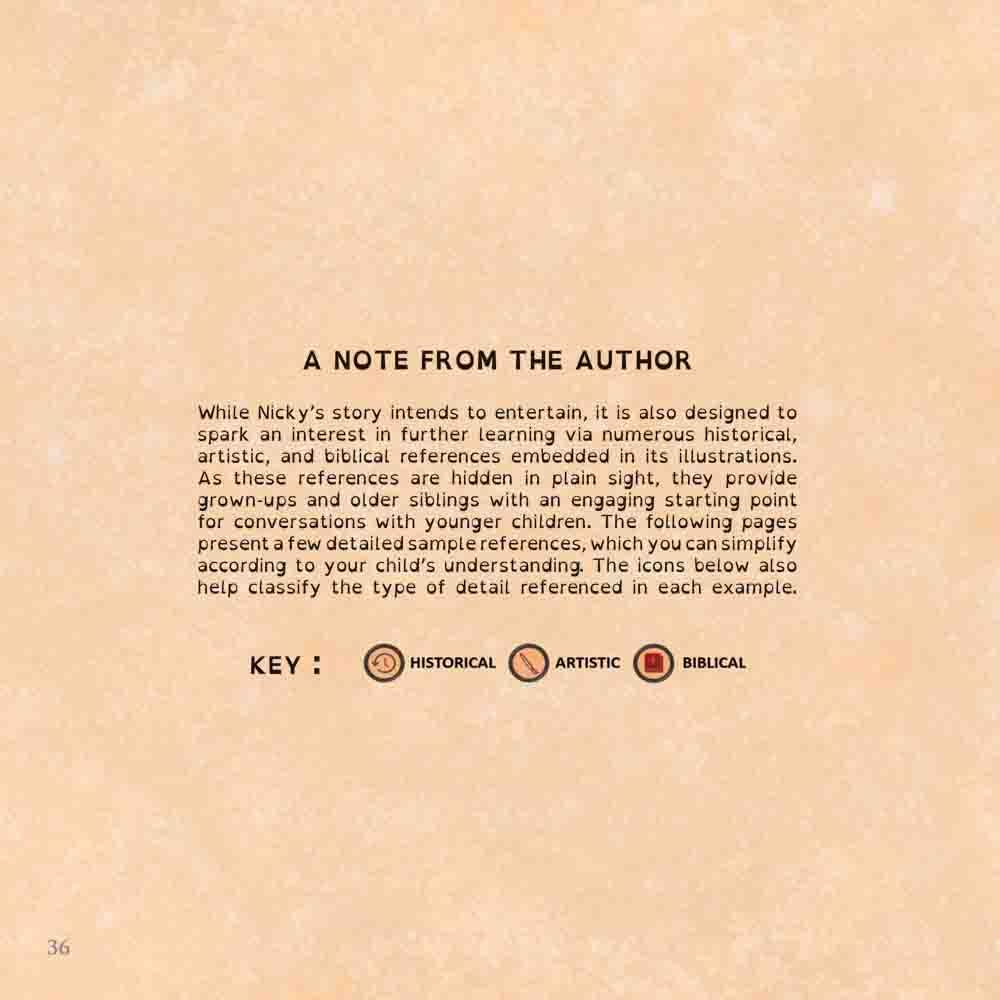 A NOTE FROM THE AUTHOR
While Nicky's story intends to entertain, it is also designed to
spark an interest in further learning via numerous historical,
artistic, and biblical references embedded in its illustrations.
As these references are hidden in plain sight, they provide
grown-ups and older siblings with an engaging starting point
for conversations with younger children. The following pages
present a few detailed sample references, which you can simplify
according to your child's understanding. The icons below also
help classify the type of detail referenced in each example.
KEY : HISTORICAL ARTISTIC BIBLICAL
36